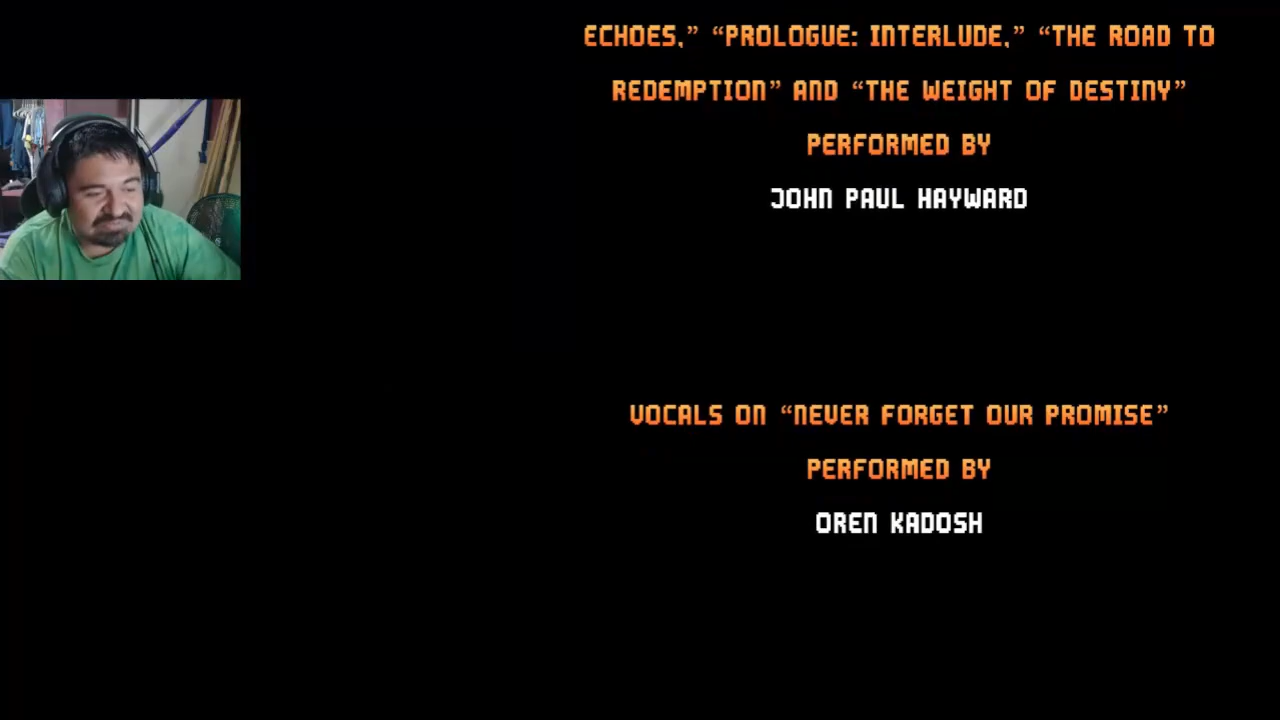 ECHOES,” “PROLOGUE: INTERLUDE,” “THE ROAD TO
REDEMPTION” AND “THE WEIGHT OF DESTINY”
PERFORMED BY
JOHN PAUL HAYWARD
VOCALS ON “NEVER FORGET OUR PROMISE”
PERFORMED BY
OREN KADOSH